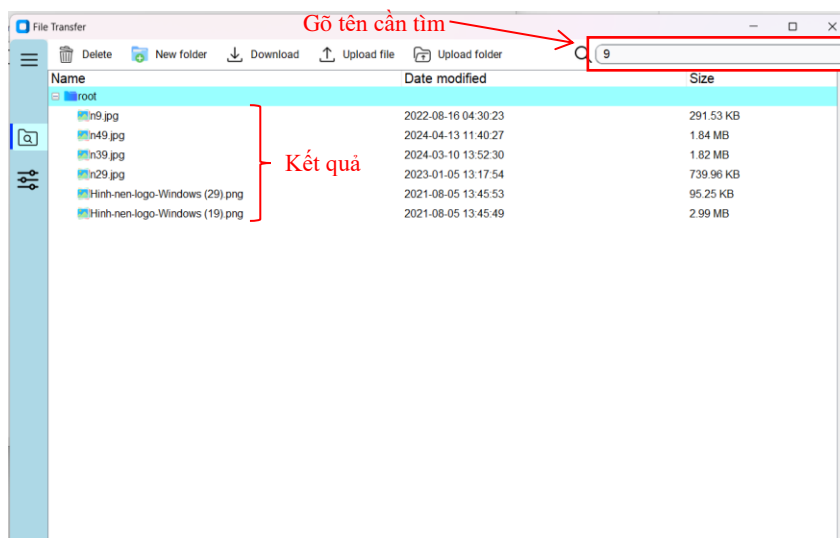 File Transfer
Gõ tên cần tìm
Delete New folder Download Upload file Upload folder 9
Name Date modified Size
root
n9.jpg 2022-08-16 04:30:23 291.53 KB
n49.jpg 2024-04-13 11:40:27 1.84 MB
n39.jpg 2024-03-10 13:52:30 1.82 MB
n29.jpg 2023-01-05 13:17:54 739.96 KB
Hinh-nen-logo-Windows (29).png 2021-08-05 13:45:53 95.25 KB
Hinh-nen-logo-Windows (19).png 2021-08-05 13:45:49 2.99 MB
Kết quả